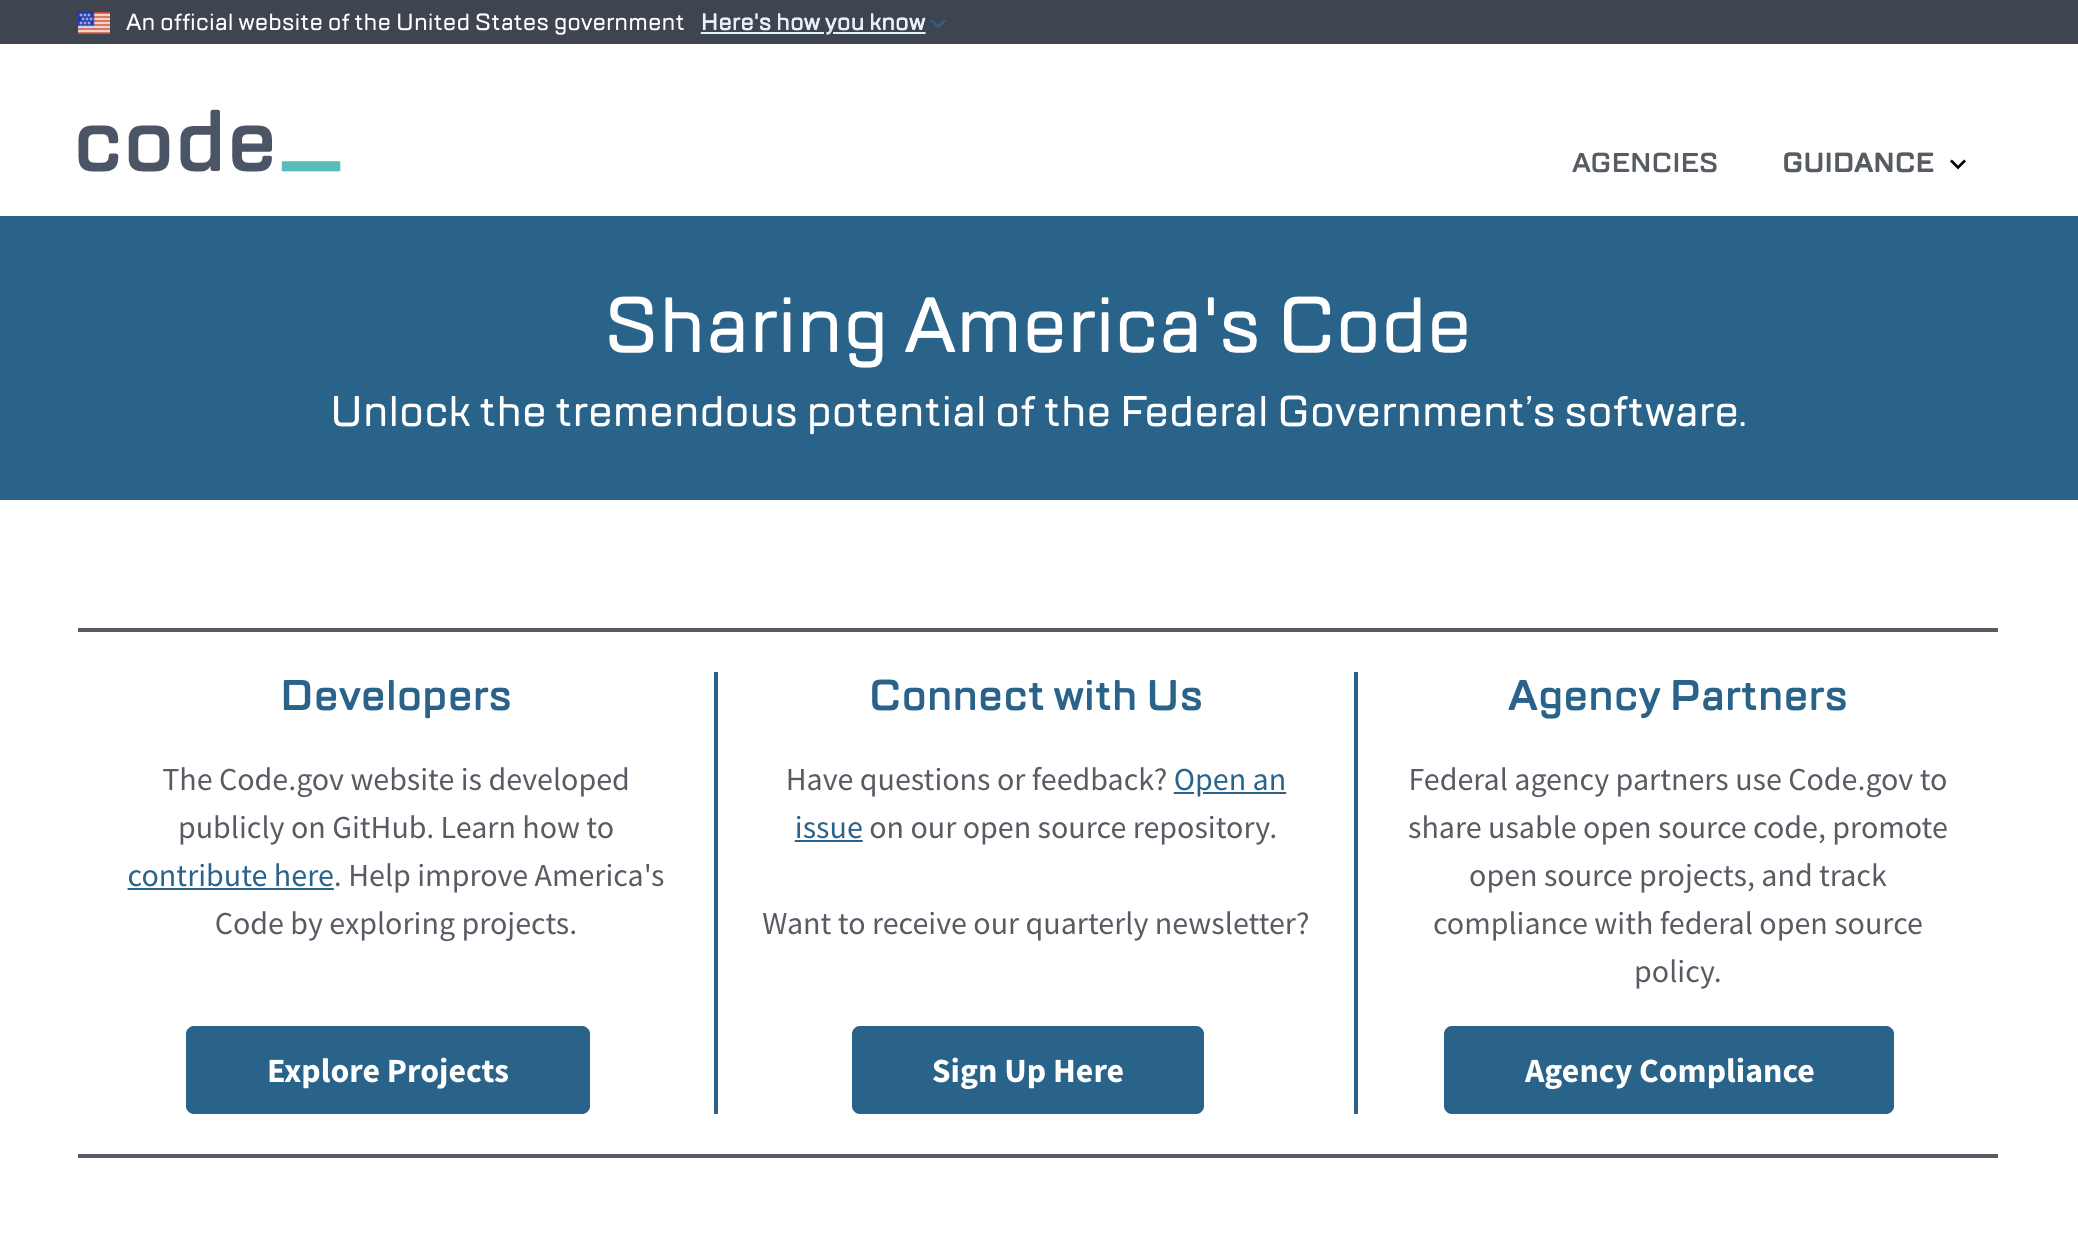 An official website of the United States government Here's how you know
code_
AGENCIES GUIDANCE
Sharing America's Code
Unlock the tremendous potential of the Federal Government’s software.
Developers
The Code.gov website is developed
publicly on GitHub. Learn how to
contribute here. Help improve America's
Code by exploring projects.
Explore Projects
Connect with Us
Have questions or feedback? Open an
issue on our open source repository.
Want to receive our quarterly newsletter?
Sign Up Here
Agency Partners
Federal agency partners use Code.gov to
share usable open source code, promote
open source projects, and track
compliance with federal open source
policy.
Agency Compliance